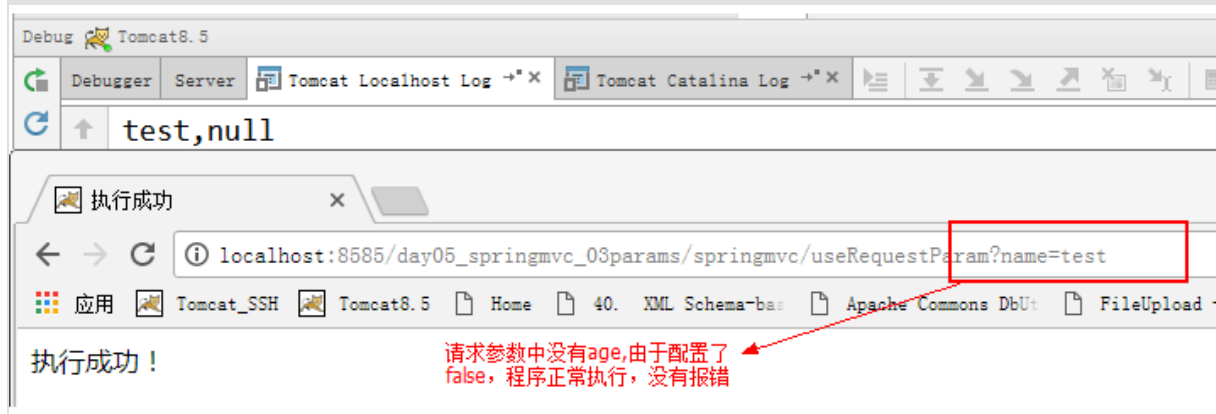 Debug Tomcat8.5
Debugger Server Tomcat Localhost Log Tomcat Catalina Log
test,null
执行成功
localhost:8585/day05_springmvc_03params/springmvc/useRequestParam?name=test
应用 Tomcat_SSH Tomcat8.5 Home 40. XML Schema-bas Apache Commons DbUt FileUpload
执行成功！
请求参数中没有age,由于配置了
false，程序正常执行，没有报错